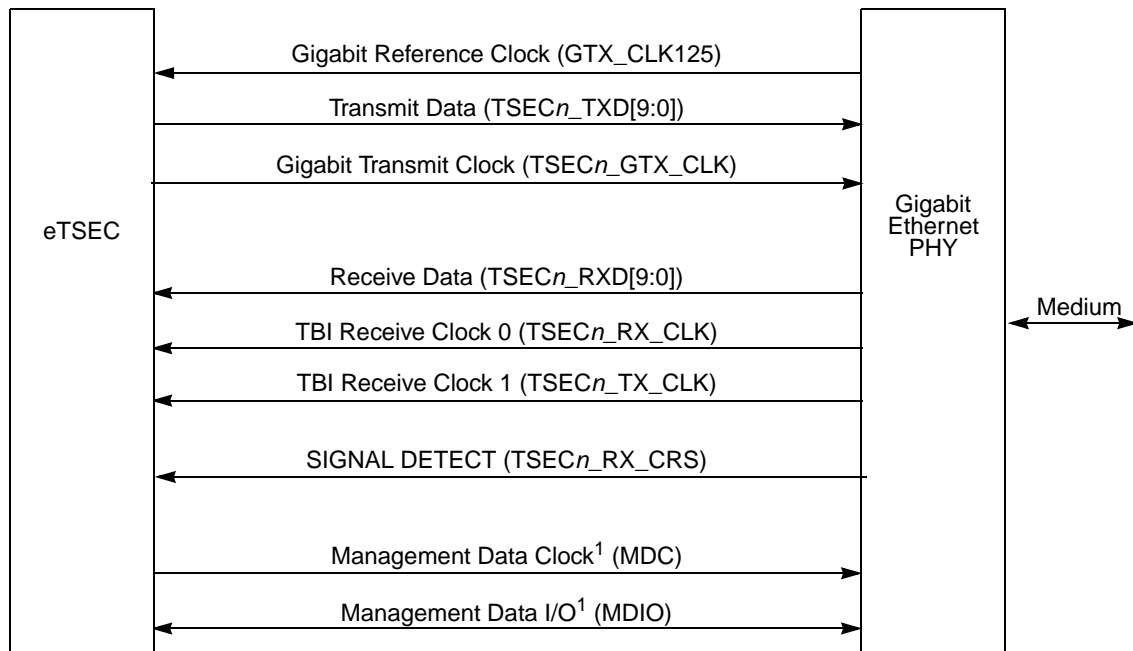 Gigabit Reference Clock (GTX_CLK125)
Transmit Data (TSECn_TXD[9:0])
Gigabit Transmit Clock (TSECn_GTX_CLK)
eTSEC
Gigabit
Ethernet
PHY
Receive Data (TSECn_RXD[9:0])
Medium
TBI Receive Clock 0 (TSECn_RX_CLK)
TBI Receive Clock 1 (TSECn_TX_CLK)
SIGNAL DETECT (TSECn_RX_CRS)
Management Data Clock¹ (MDC)
Management Data I/O¹ (MDIO)